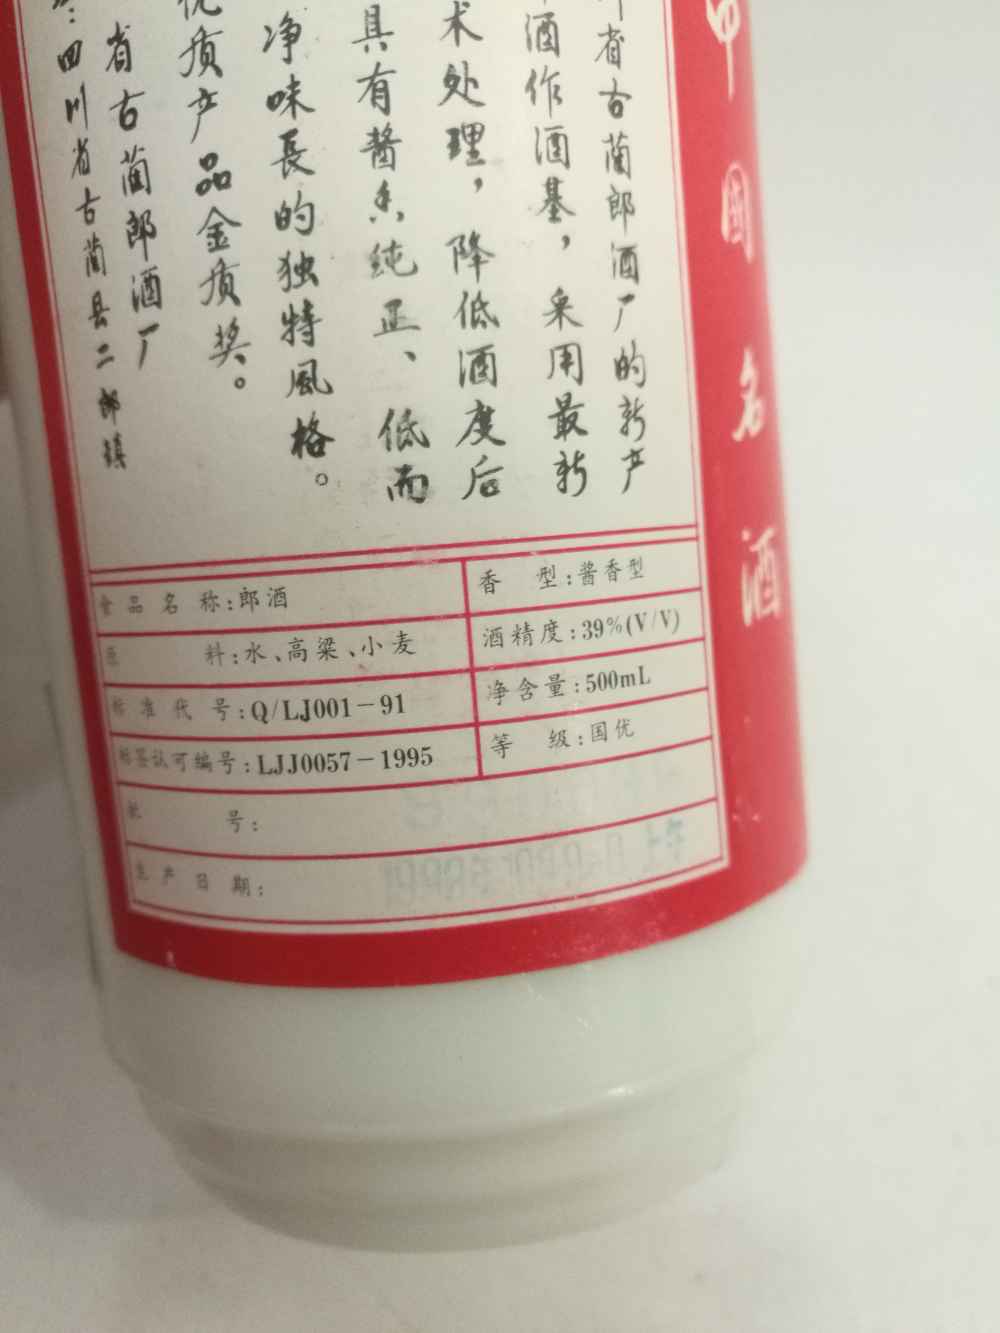 中国名酒
省古蔺郎酒厂的新产
酒作酒基，采用最新
术处理，降低酒度后
具有酱香纯正、低而
净味長的独特風格。
优质产品金质奖。
省古蔺郎酒厂
四川省古蔺县二郎镇
食品名称:郎酒
香型:酱香型
原料:水、高粱、小麦
酒精度:39%(V/V)
标准代号:Q/LJ001-91
净含量:500mL
标签认可编号:LJJ0057-1995
等级:国优
批号:
生产日期: